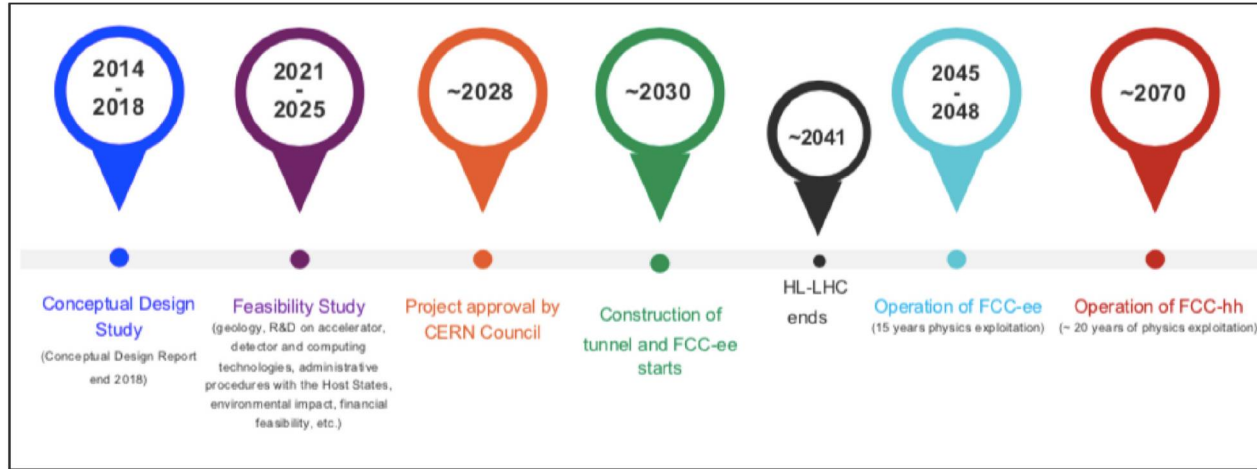 2014
-
2018
2021
-
2025
~2028
~2030
~2041
2045
-
2048
~2070
Conceptual Design
Study
(Conceptual Design Report
end 2018)
Feasibility Study
(geology, R&D on accelerator,
detector and computing
technologies, administrative
procedures with the Host States,
environmental impact, financial
feasibility, etc.)
Project approval by
CERN Council
Construction of
tunnel and FCC-ee
starts
HL-LHC
ends
Operation of FCC-ee
(15 years physics exploitation)
Operation of FCC-hh
(~ 20 years of physics exploitation)